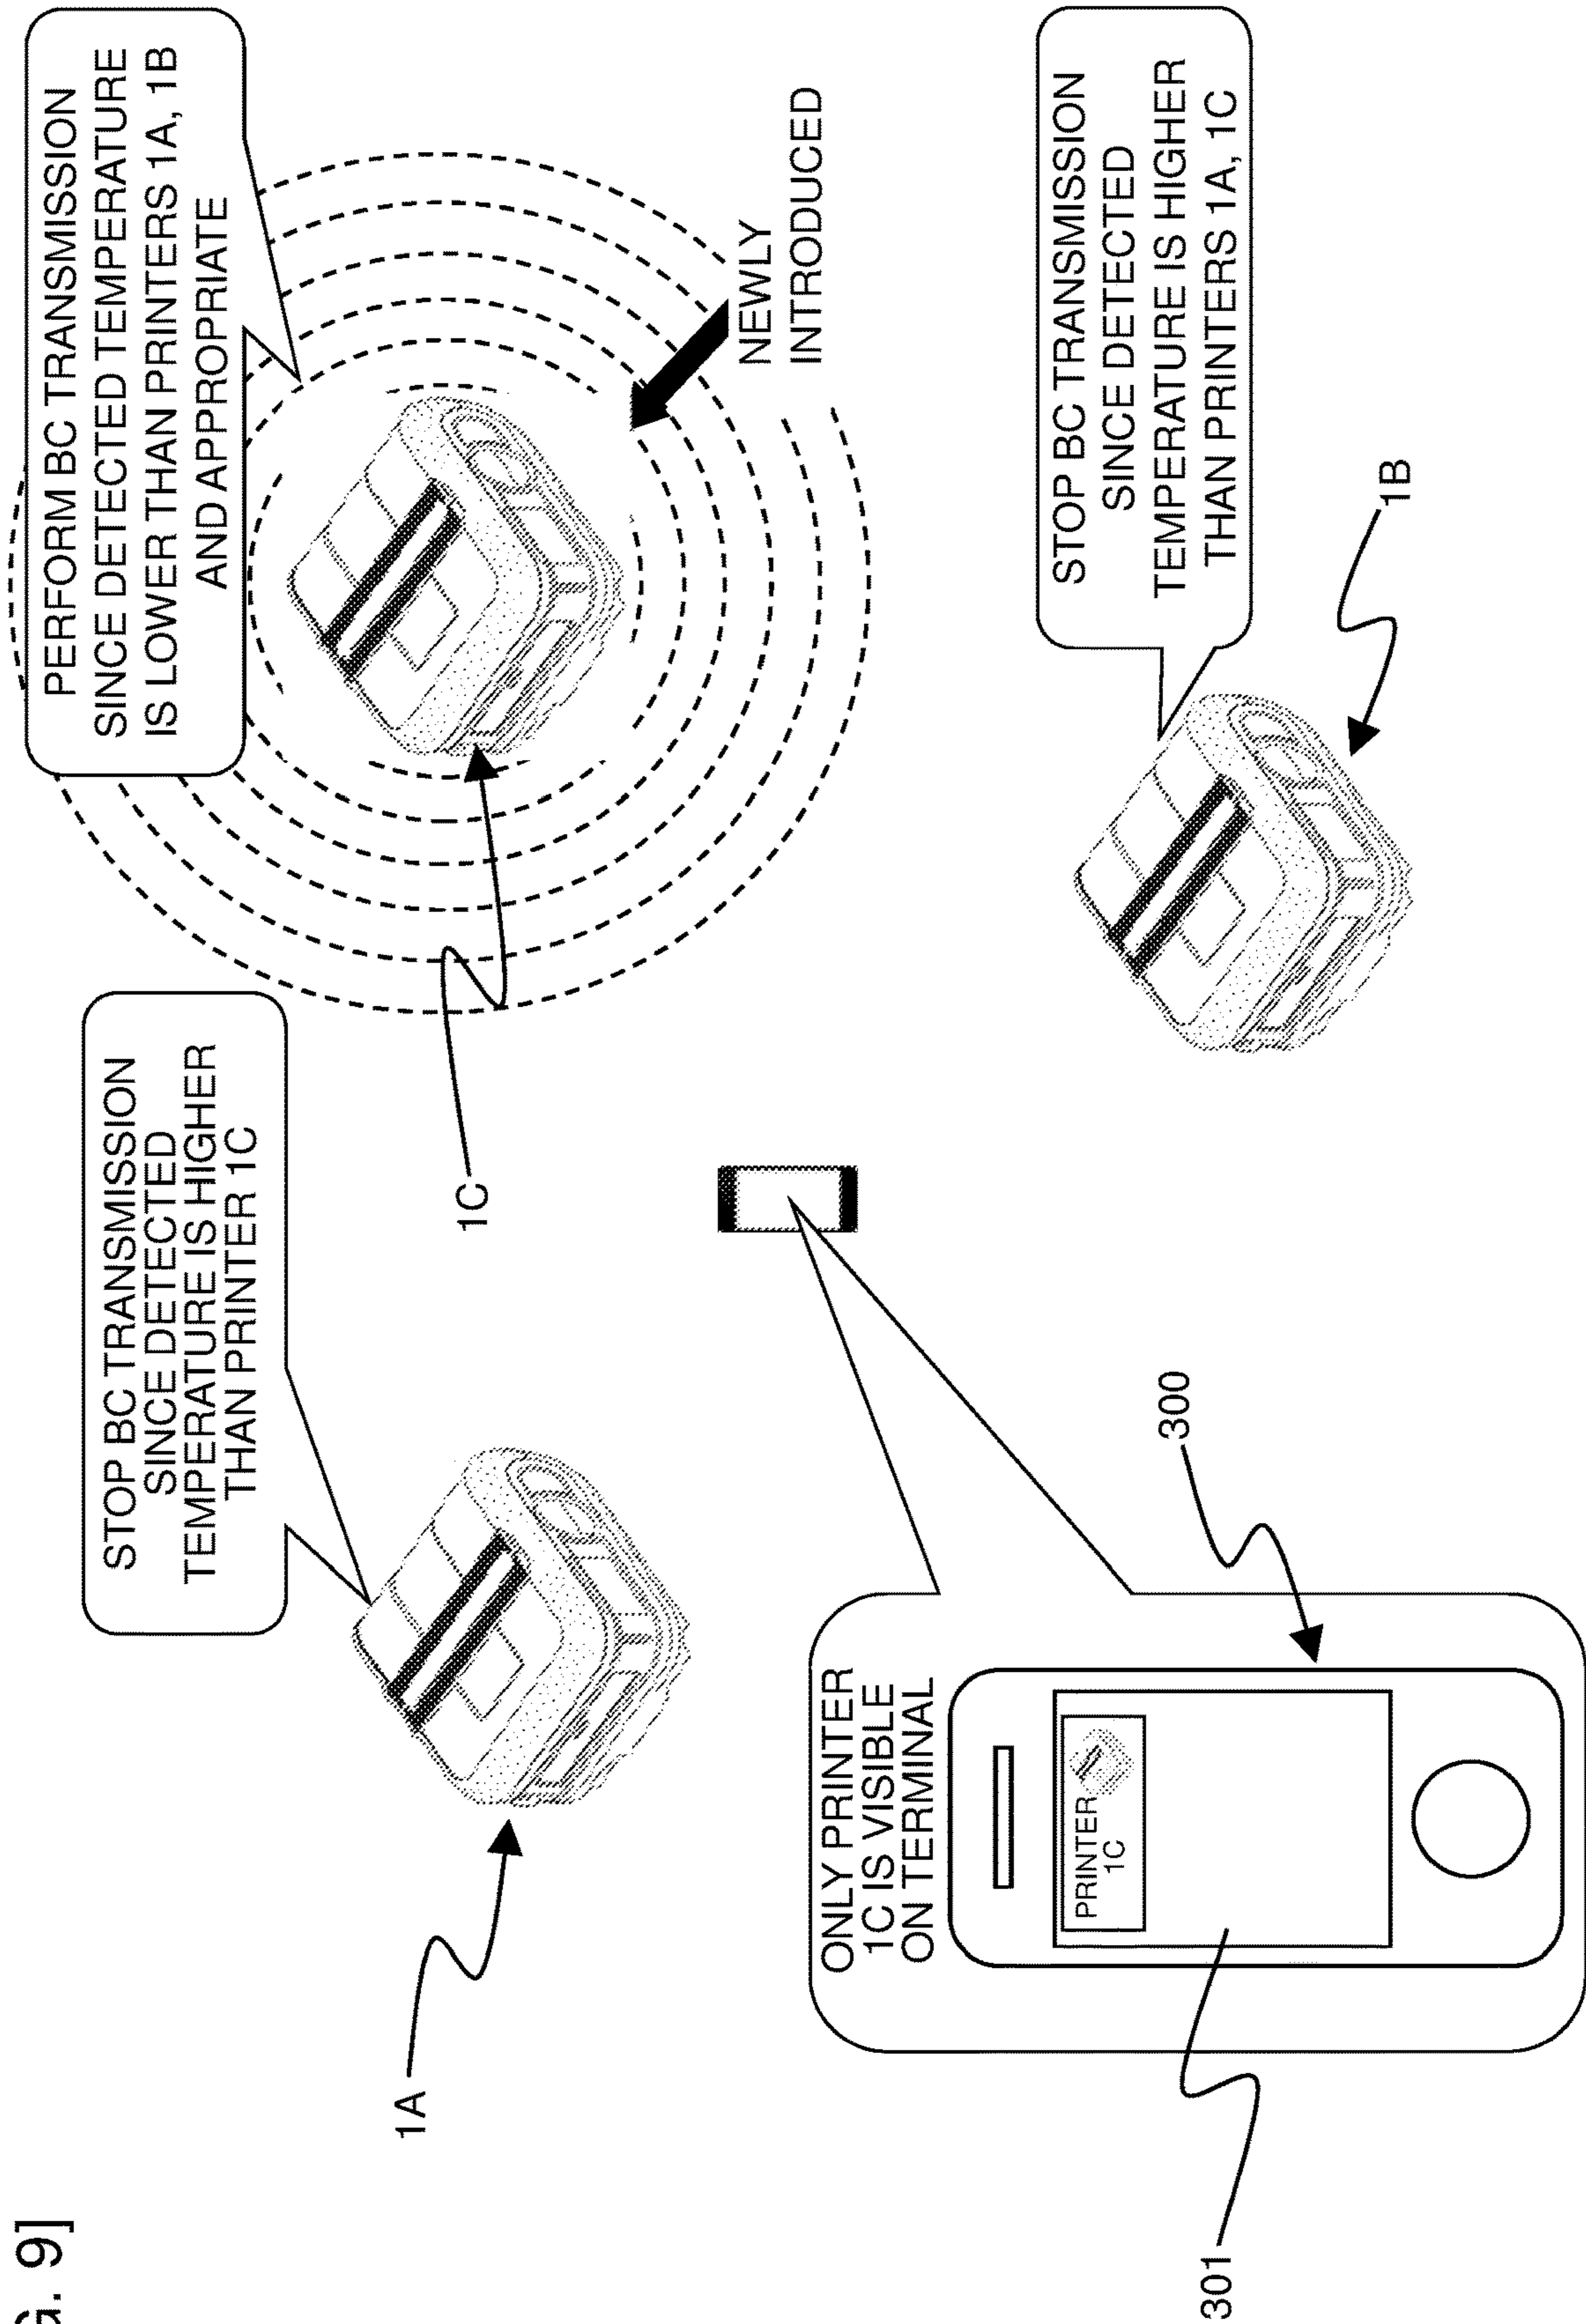 G. 9]
STOP BC TRANSMISSION
SINCE DETECTED
TEMPERATURE IS HIGHER
THAN PRINTER 1C
PERFORM BC TRANSMISSION
SINCE DETECTED TEMPERATURE
IS LOWER THAN PRINTERS 1A, 1B
AND APPROPRIATE
1A
1C
NEWLY
INTRODUCED
ONLY PRINTER
1C IS VISIBLE
ON TERMINAL
PRINTER
1C
300
301
STOP BC TRANSMISSION
SINCE DETECTED
TEMPERATURE IS HIGHER
THAN PRINTERS 1A, 1C
1B